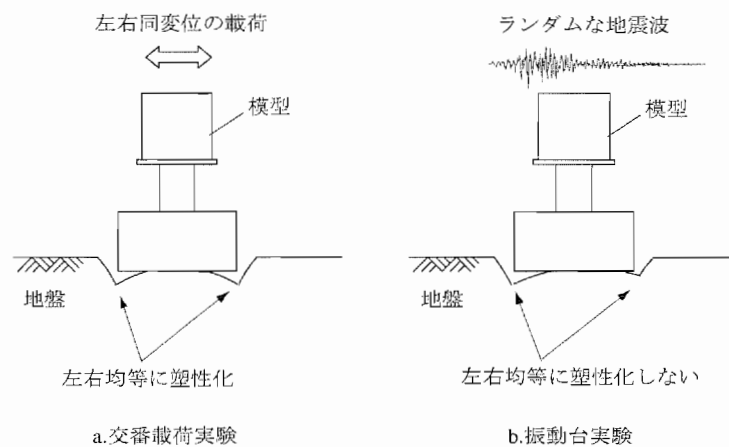 左右同変位の載荷
模型
地盤
左右均等に塑性化
a.交番載荷実験
ランダムな地震波
模型
地盤
左右均等に塑性化しない
b.振動台実験